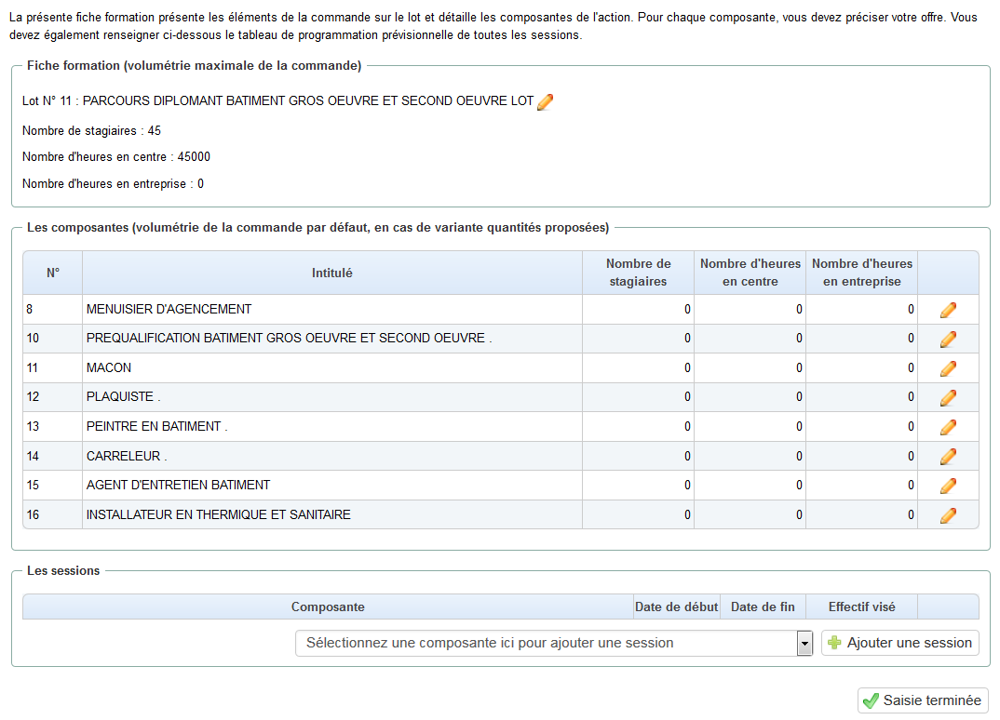 La présente fiche formation présente les éléments de la commande sur le lot et détaille les composantes de l'action. Pour chaque composante, vous devez préciser votre offre. Vous
devez également renseigner ci-dessous le tableau de programmation prévisionnelle de toutes les sessions.
Fiche formation (volumétrie maximale de la commande)
Lot N° 11 : PARCOURS DIPLOMANT BATIMENT GROS OEUVRE ET SECOND OEUVRE LOT
Nombre de stagiaires : 45
Nombre d'heures en centre : 45000
Nombre d'heures en entreprise : 0
Les composantes (volumétrie de la commande par défaut, en cas de variante quantités proposées)
N° Intitulé Nombre de stagiaires Nombre d'heures en centre Nombre d'heures en entreprise
8 MENUISIER D'AGENCEMENT 0 0 0
10 PREQUALIFICATION BATIMENT GROS OEUVRE ET SECOND OEUVRE . 0 0 0
11 MACON 0 0 0
12 PLAQUISTE . 0 0 0
13 PEINTRE EN BATIMENT . 0 0 0
14 CARRELEUR . 0 0 0
15 AGENT D'ENTRETIEN BATIMENT 0 0 0
16 INSTALLATEUR EN THERMIQUE ET SANITAIRE 0 0 0
Les sessions
Composante Date de début Date de fin Effectif visé
Sélectionnez une composante ici pour ajouter une session Ajouter une session
Saisie terminée